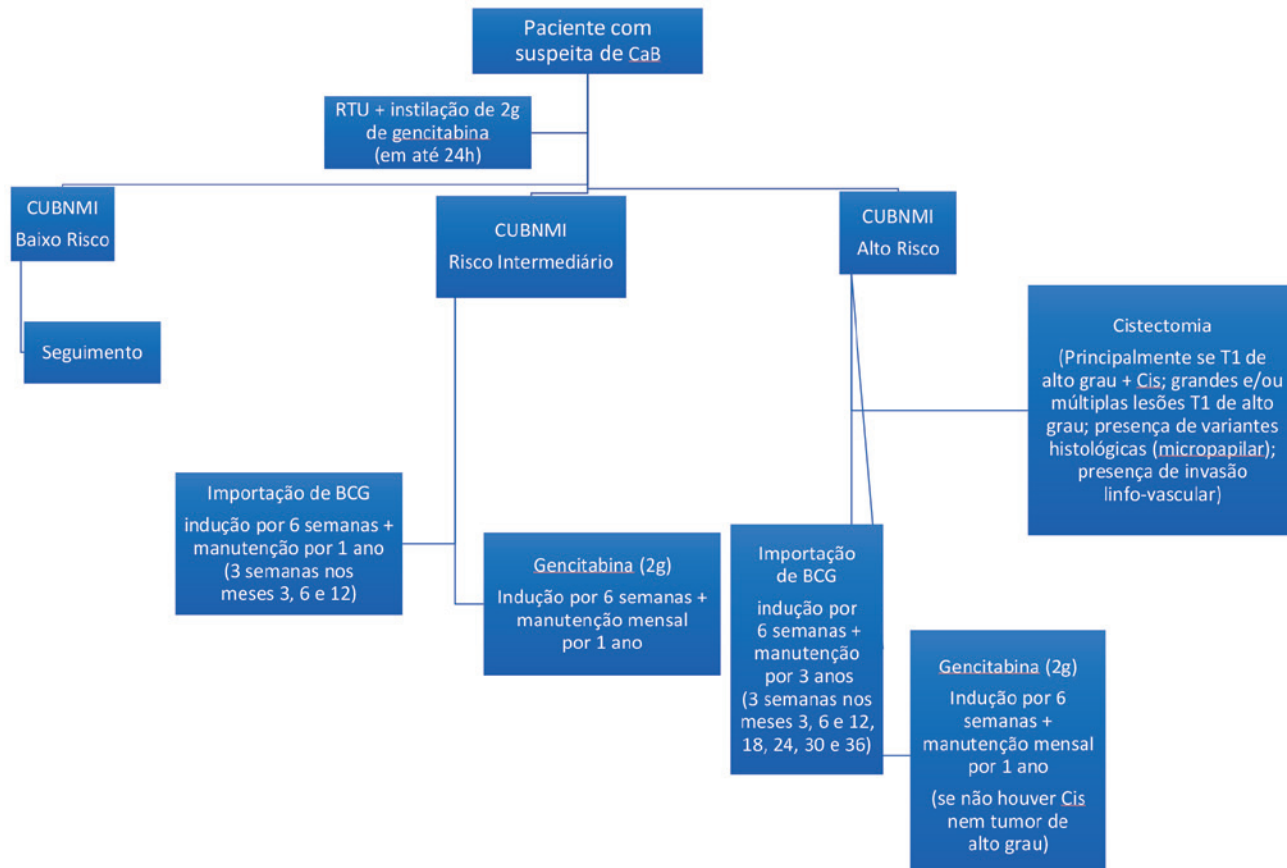 Paciente com
suspeita de CaB
RTU + instilação de 2g
de gencitabina
(em até 24h)
CUBNMI
Baixo Risco
CUBNMI
Risco Intermediário
CUBNMI
Alto Risco
Seguimento
Cistectomia
(Principalmente se T1 de
alto grau + Cis; grandes e/ou
múltiplas lesões T1 de alto
grau; presença de variantes
histológicas (micropapilar);
presença de invasão
linfo-vascular)
Importação de BCG
indução por 6 semanas +
manutenção por 1 ano
(3 semanas nos
meses 3, 6 e 12)
Gencitabina (2g)
Indução por 6 semanas +
manutenção mensal
por 1 ano
Importação
de BCG
indução por
6 semanas +
manutenção
por 3 anos
(3 semanas nos
meses 3, 6 e 12,
18, 24, 30 e 36)
Gencitabina (2g)
Indução por 6
semanas +
manutenção mensal
por 1 ano
(se não houver Cis
nem tumor de
alto grau)